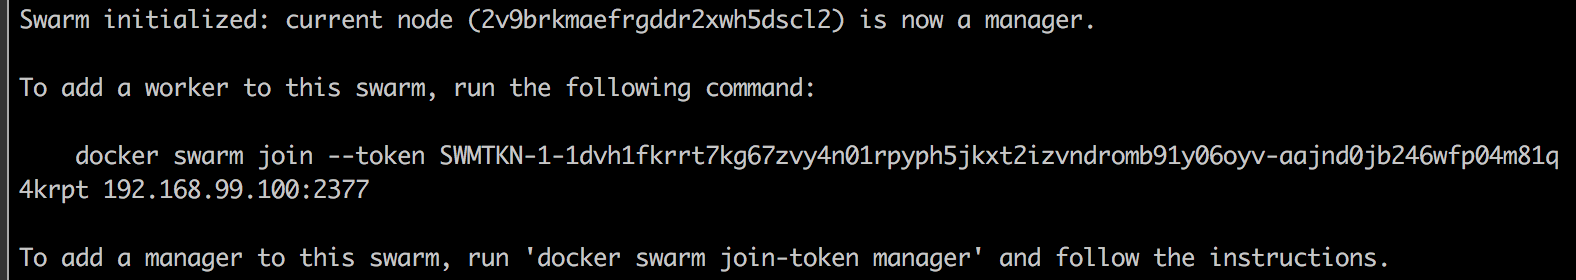 Swarm initialized: current node (2v9brkmaefrgddr2xwh5dscl2) is now a manager.
To add a worker to this swarm, run the following command:
docker swarm join --token SWMTKN-1-1dvh1fkrrt7kg67zvy4n01rpyph5jkxt2izvndromb91y06oyv-aajnd0jb246wfp04m81q
4krpt 192.168.99.100:2377
To add a manager to this swarm, run 'docker swarm join-token manager' and follow the instructions.